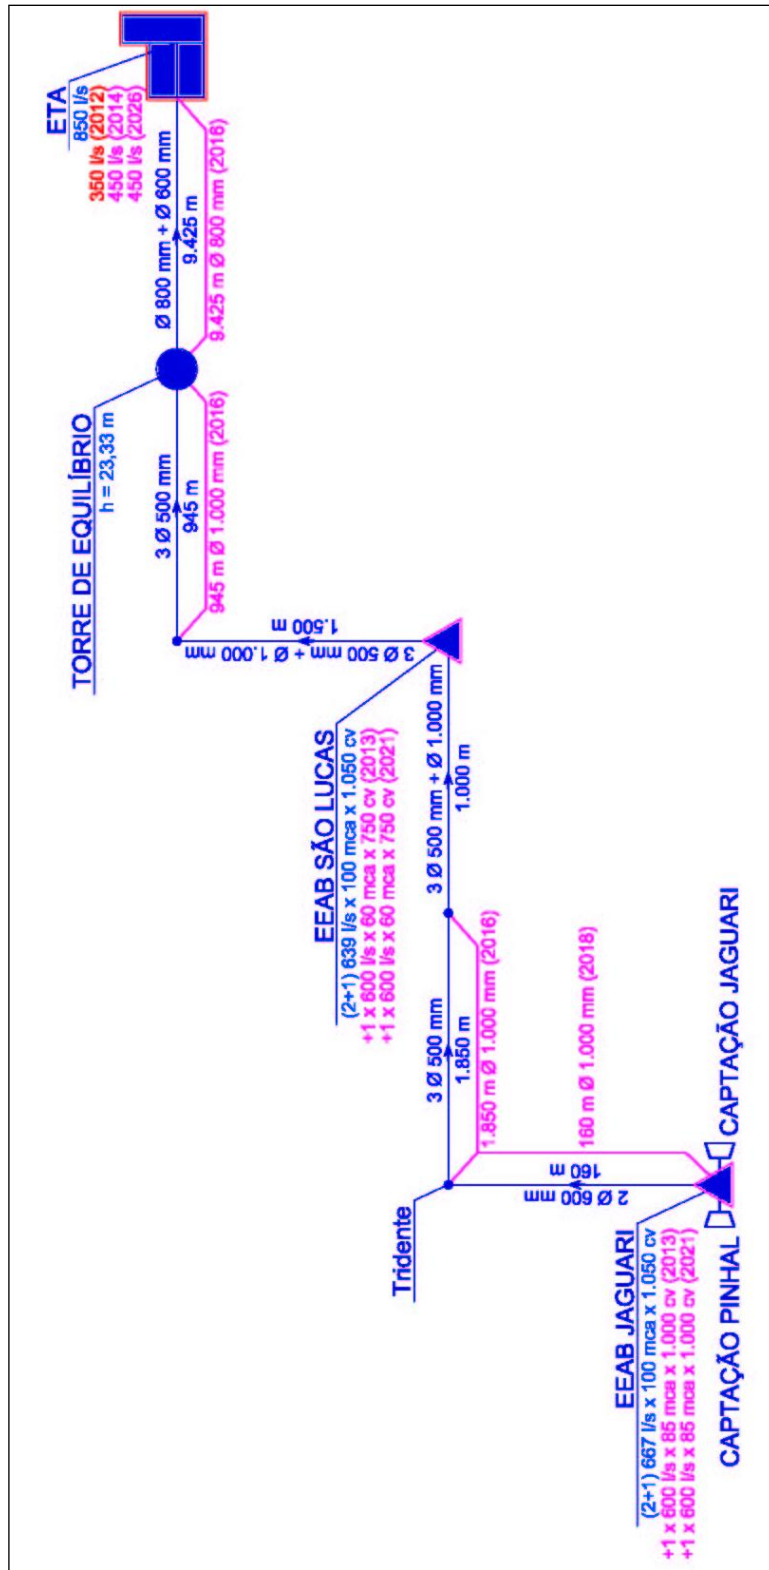 ETA
850 l/s
350 l/s (2012)
450 l/s (2014)
450 l/s (2026)
Ø 800 mm + Ø 600 mm
9.425 m
9.425 m Ø 800 mm (2016)
TORRE DE EQUILÍBRIO
h = 23,33 m
3 Ø 500 mm
945 m
945 m Ø 1.000 mm (2016)
1.500 m
3 Ø 500 mm + Ø 1.000 mm
EEAB SÃO LUCAS
(2+1) 639 l/s x 100 mca x 1.050 cv
+1 x 600 l/s x 60 mca x 750 cv (2013)
+1 x 600 l/s x 60 mca x 750 cv (2021)
3 Ø 500 mm + Ø 1.000 mm
1.000 m
3 Ø 500 mm
1.850 m
1.850 m Ø 1.000 mm (2016)
160 m Ø 1.000 mm (2018)
Tridente
160 m
2 Ø 600 mm
EEAB JAGUARI
(2+1) 667 l/s x 100 mca x 1.050 cv
+1 x 600 l/s x 85 mca x 1.000 cv (2013)
+1 x 600 l/s x 85 mca x 1.000 cv (2021)
CAPTAÇÃO PINHAL
CAPTAÇÃO JAGUARI